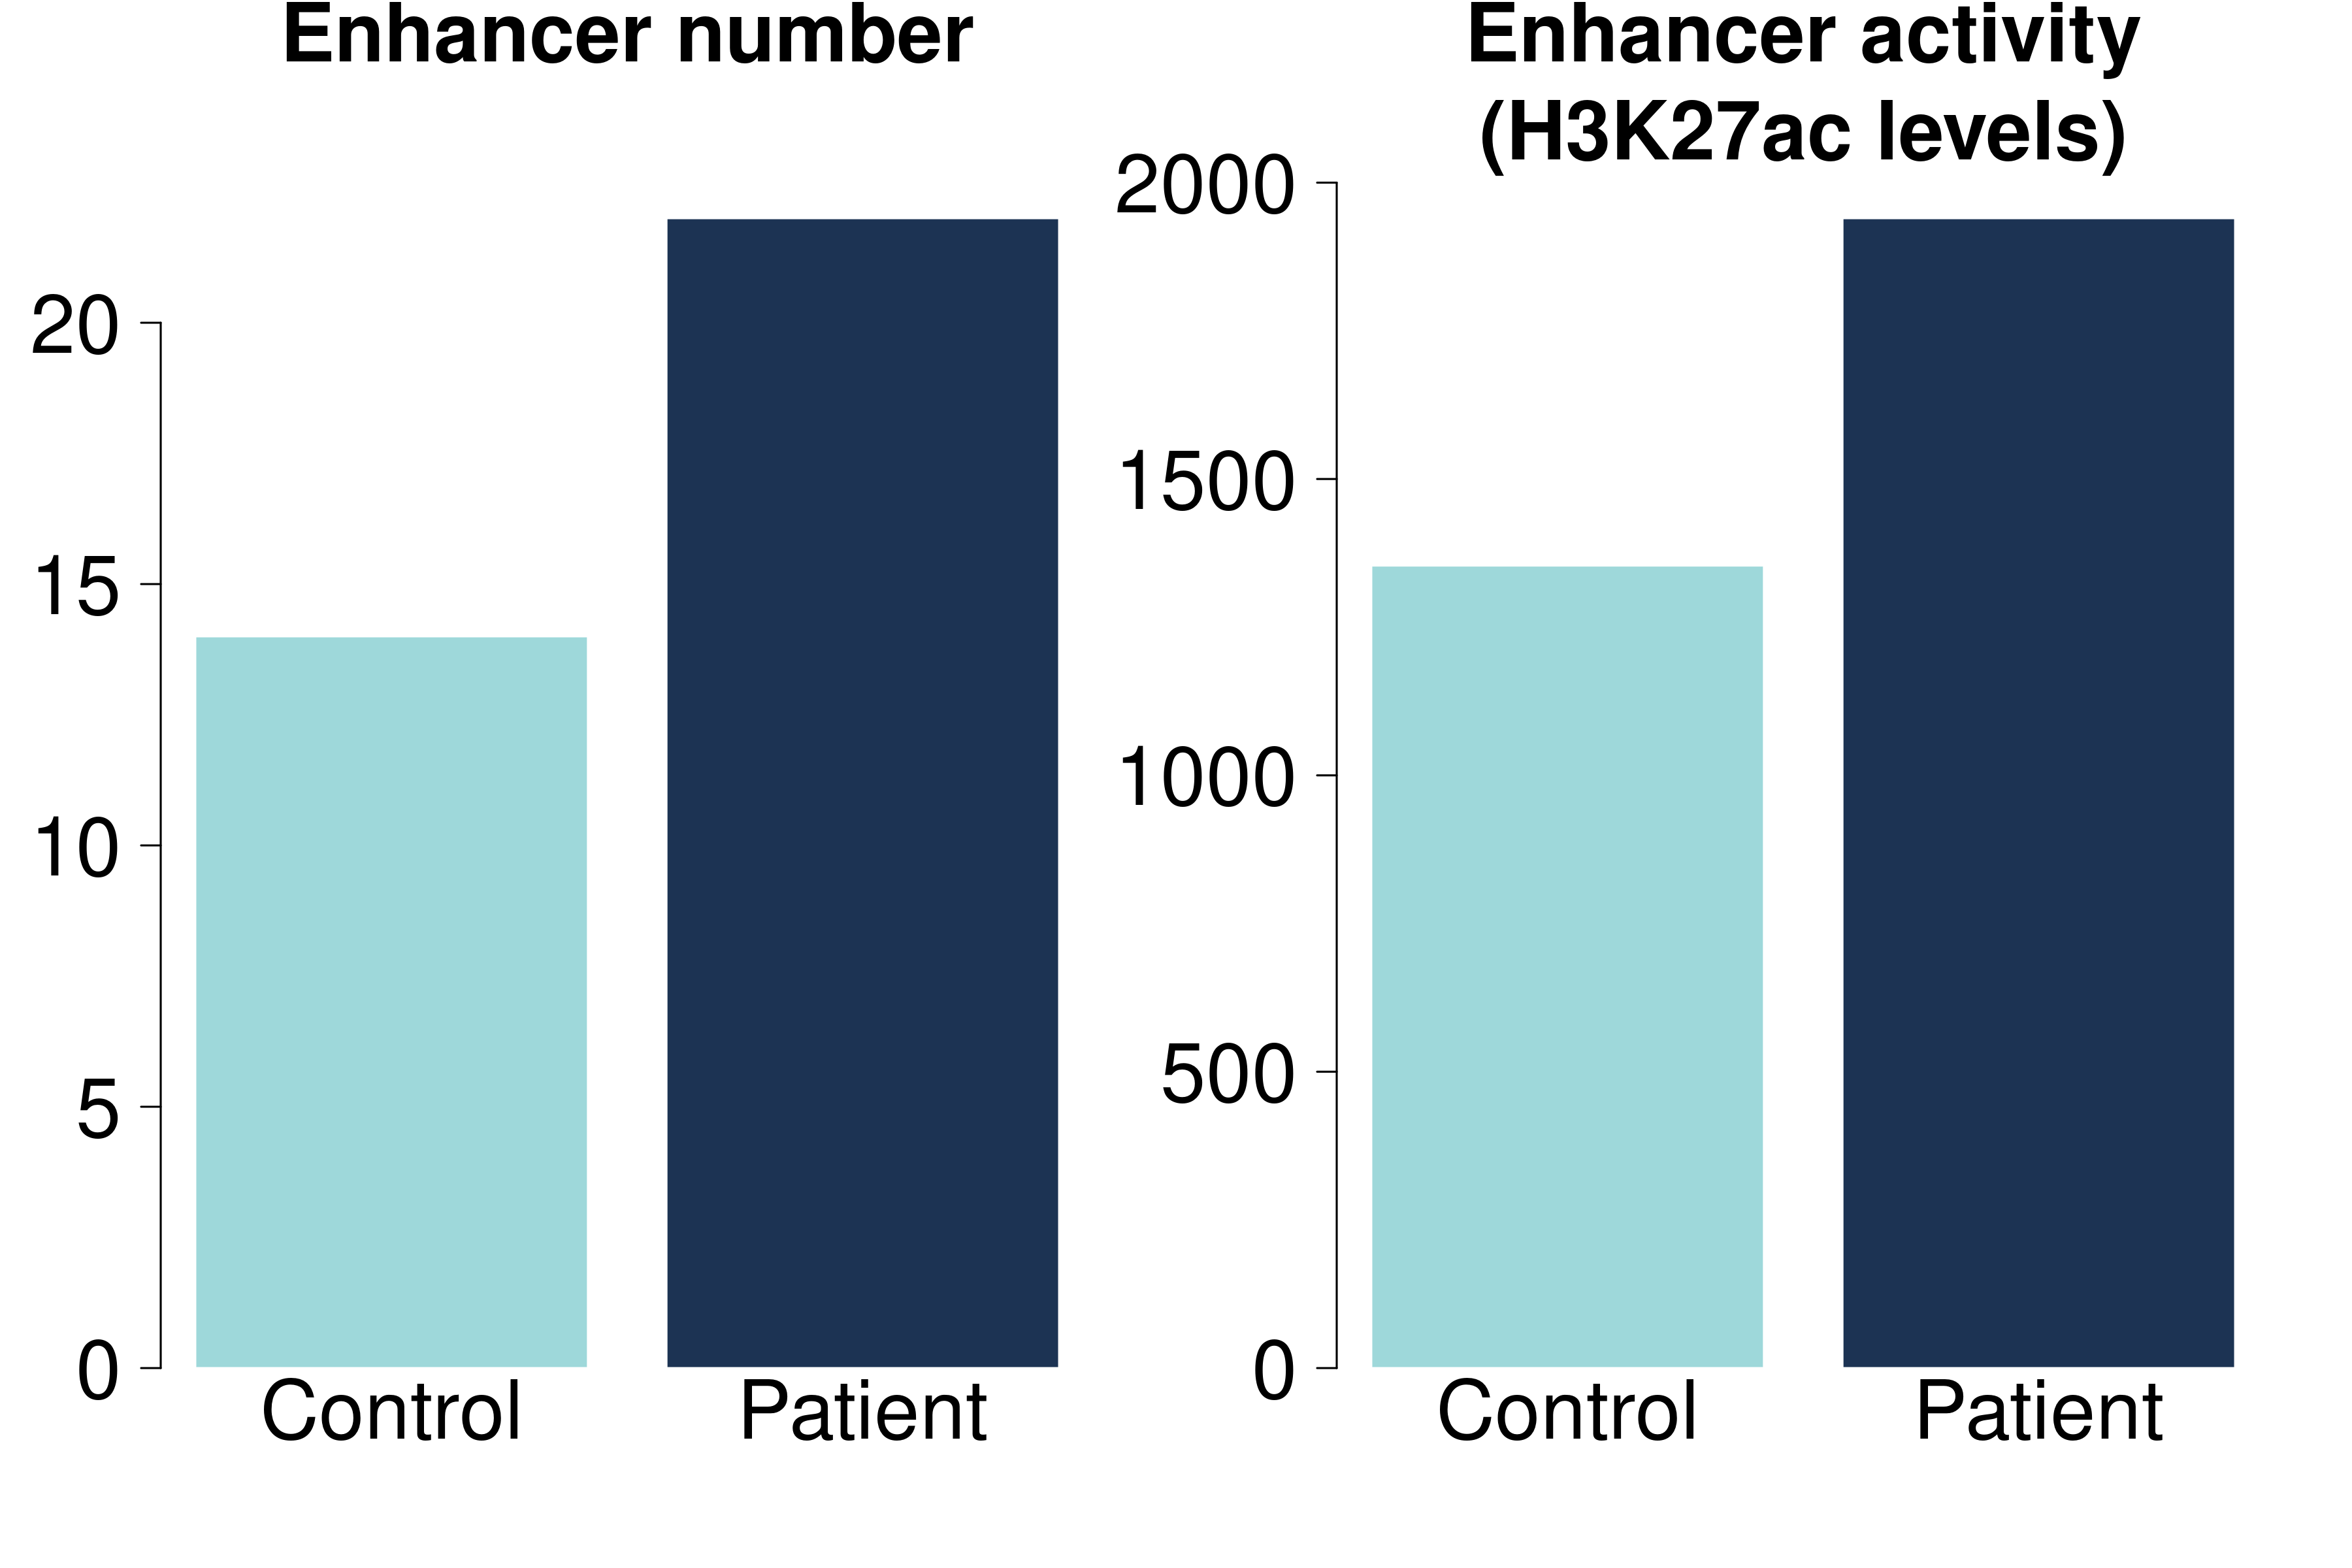 Enhancer number
20
15
10
5
0
Control Patient
Enhancer activity
(H3K27ac levels)
2000
1500
1000
500
0
Control Patient